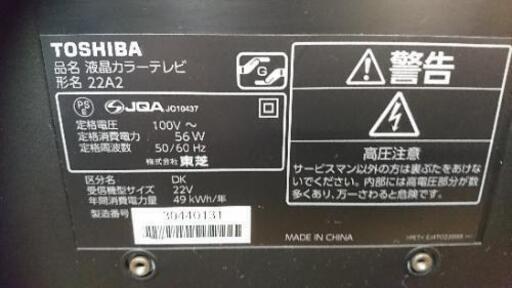 TOSHIBA
品名 液晶カラーテレビ
形名 22A2
PS
E
JQA JQ10437
定格電圧 100V ～
定格消費電力 56W
定格周波数 50/60 Hz
株式会社 東芝
区分名 DK
受信機型サイズ 22V
年間消費電力量 49 kWh/年
製造番号 30440131
G
警告
高圧注意
サービスマン以外の方は裏ぶたをあけな
いでください。内部には高電圧部分が数
多くあり、万一さわると危険です。
MADE IN CHINA